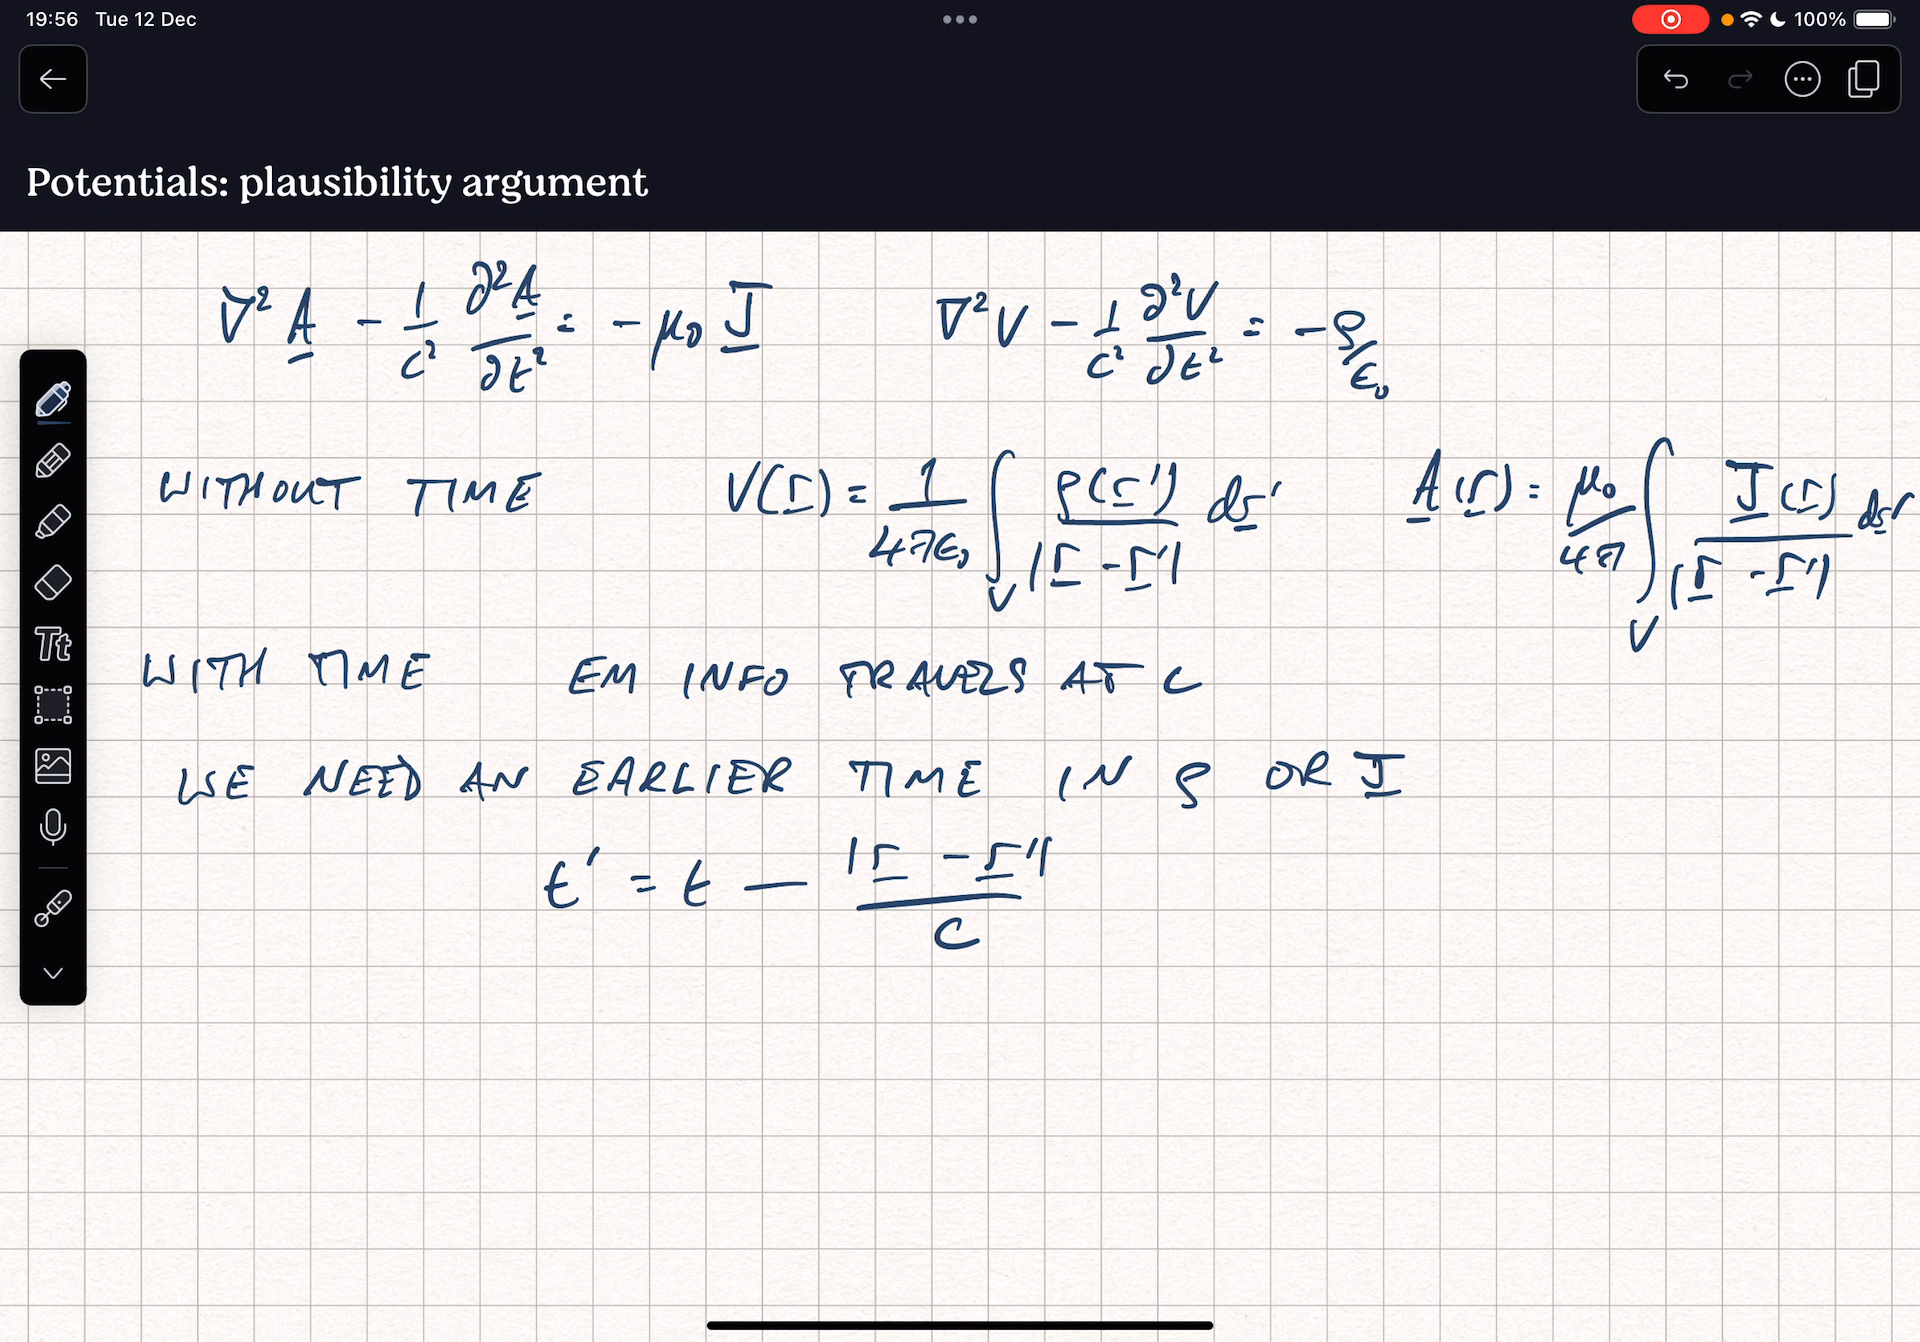 19:56 Tue 12 Dec 100%
Potentials: plausibility argument
∇² A - 1/c² ∂²A/∂t² = -μ₀ J ∇²V - 1/c² ∂²V/∂t² = -ρ/ε₀
WITHOUT TIME V(r) = 1/4πε₀ ∫_V ρ(r')/|r - r'| dr' A(r) = μ₀/4π ∫_V J(r)/|r - r'| dr'
WITH TIME EM INFO TRAVELS AT C
WE NEED AN EARLIER TIME IN ρ OR J
t' = t - |r - r'|/c
Tt